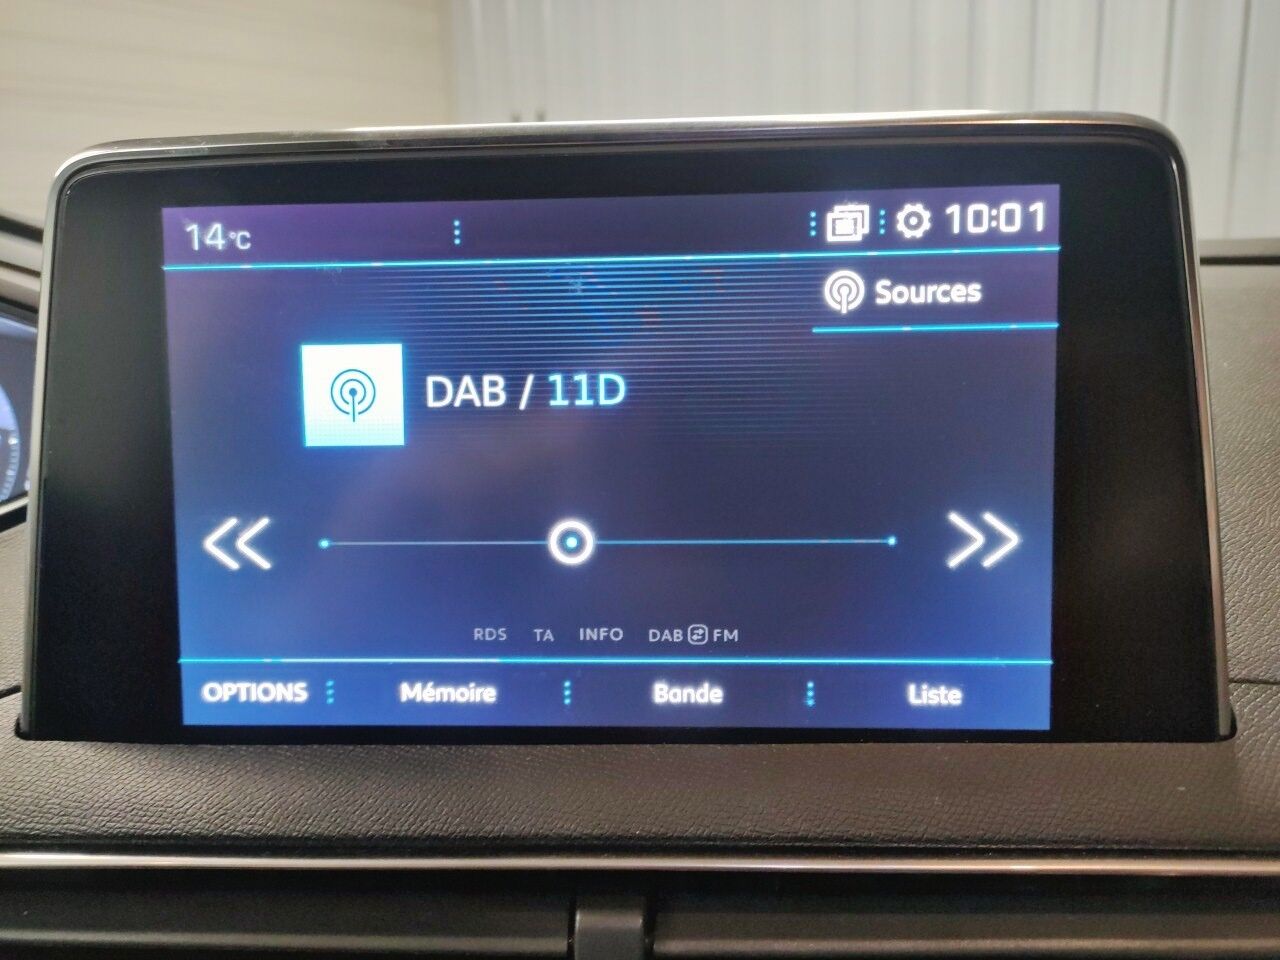 14°C 10:01
Sources
DAB / 11D
RDS TA INFO DAB FM
OPTIONS Mémoire Bande Liste